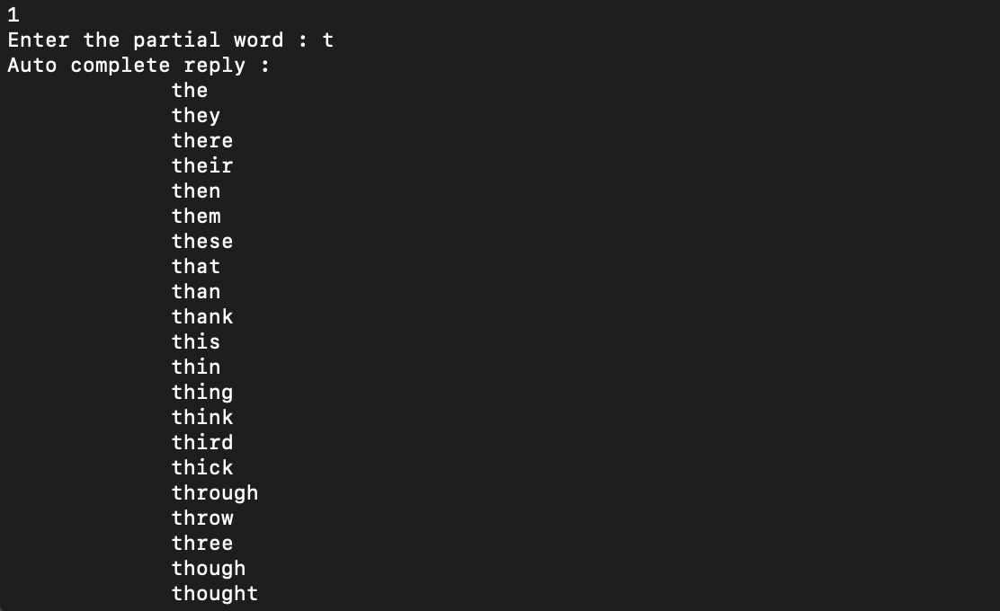 1
Enter the partial word : t
Auto complete reply :
the
they
there
their
then
them
these
that
than
thank
this
thin
thing
think
third
thick
through
throw
three
though
thought